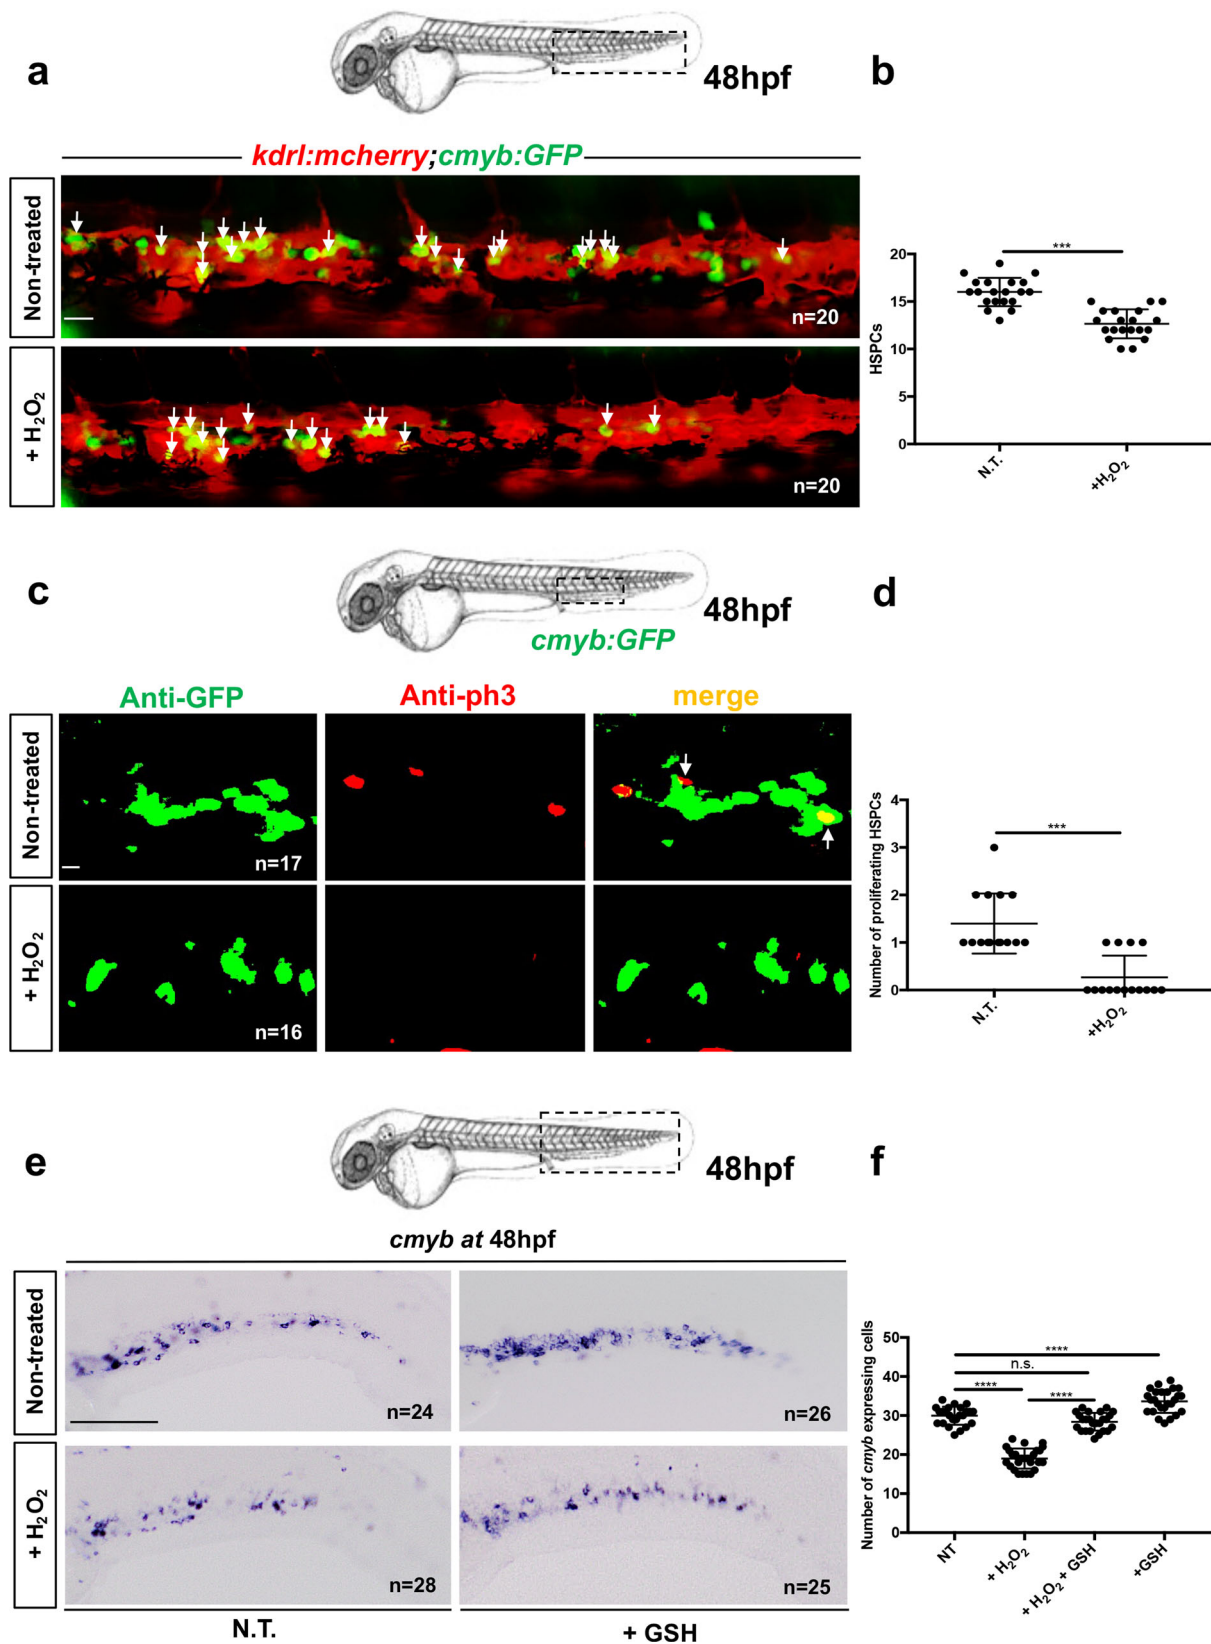 a
48hpf
b
kdrl:mcherry;cmyb:GFP
Non-treated
n=20
+ H₂O₂
n=20
HSPCs
20
15
10
5
0
***
N.T.
+H₂O₂
c
48hpf
cmyb:GFP
d
Anti-GFP
Anti-ph3
merge
Non-treated
n=17
+ H₂O₂
n=16
Number of proliferating HSPCs
4
3
2
1
0
***
N.T.
+H₂O₂
e
48hpf
f
cmyb at 48hpf
Non-treated
n=24
n=26
+ H₂O₂
n=28
n=25
N.T.
+ GSH
Number of cmyb expressing cells
50
40
30
20
10
0
****
n.s.
****
****
NT
+ H₂O₂
+ H₂O₂ + GSH
+GSH